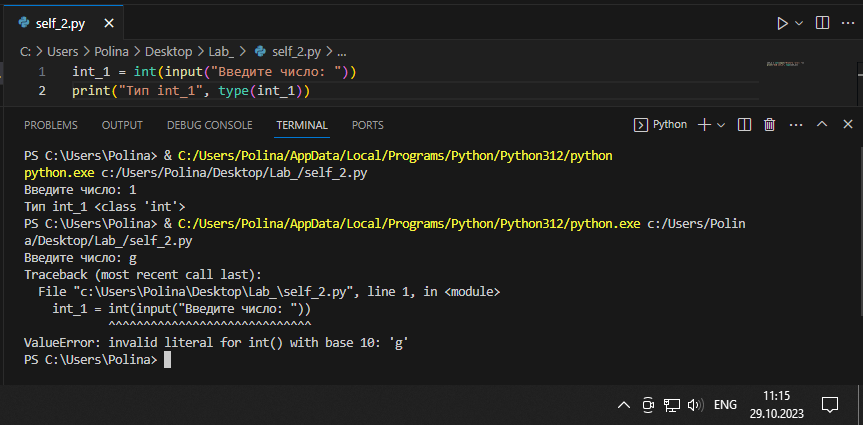 self_2.py
C: > Users > Polina > Desktop > Lab_ > self_2.py > ...
1 int_1 = int(input("Введите число: "))
2 print("Тип int_1", type(int_1))
PROBLEMS OUTPUT DEBUG CONSOLE TERMINAL PORTS Python
PS C:\Users\Polina> & C:/Users/Polina/AppData/Local/Programs/Python/Python312/python
python.exe c:/Users/Polina/Desktop/Lab_/self_2.py
Введите число: 1
Тип int_1 <class 'int'>
PS C:\Users\Polina> & C:/Users/Polina/AppData/Local/Programs/Python/Python312/python.exe c:/Users/Polin
a/Desktop/Lab_/self_2.py
Введите число: g
Traceback (most recent call last):
File "c:\Users\Polina\Desktop\Lab_\self_2.py", line 1, in <module>
int_1 = int(input("Введите число: "))
^^^^^^^^^^^^^^^^^^^^^^^^^^^^^
ValueError: invalid literal for int() with base 10: 'g'
PS C:\Users\Polina>
ENG
11:15
29.10.2023